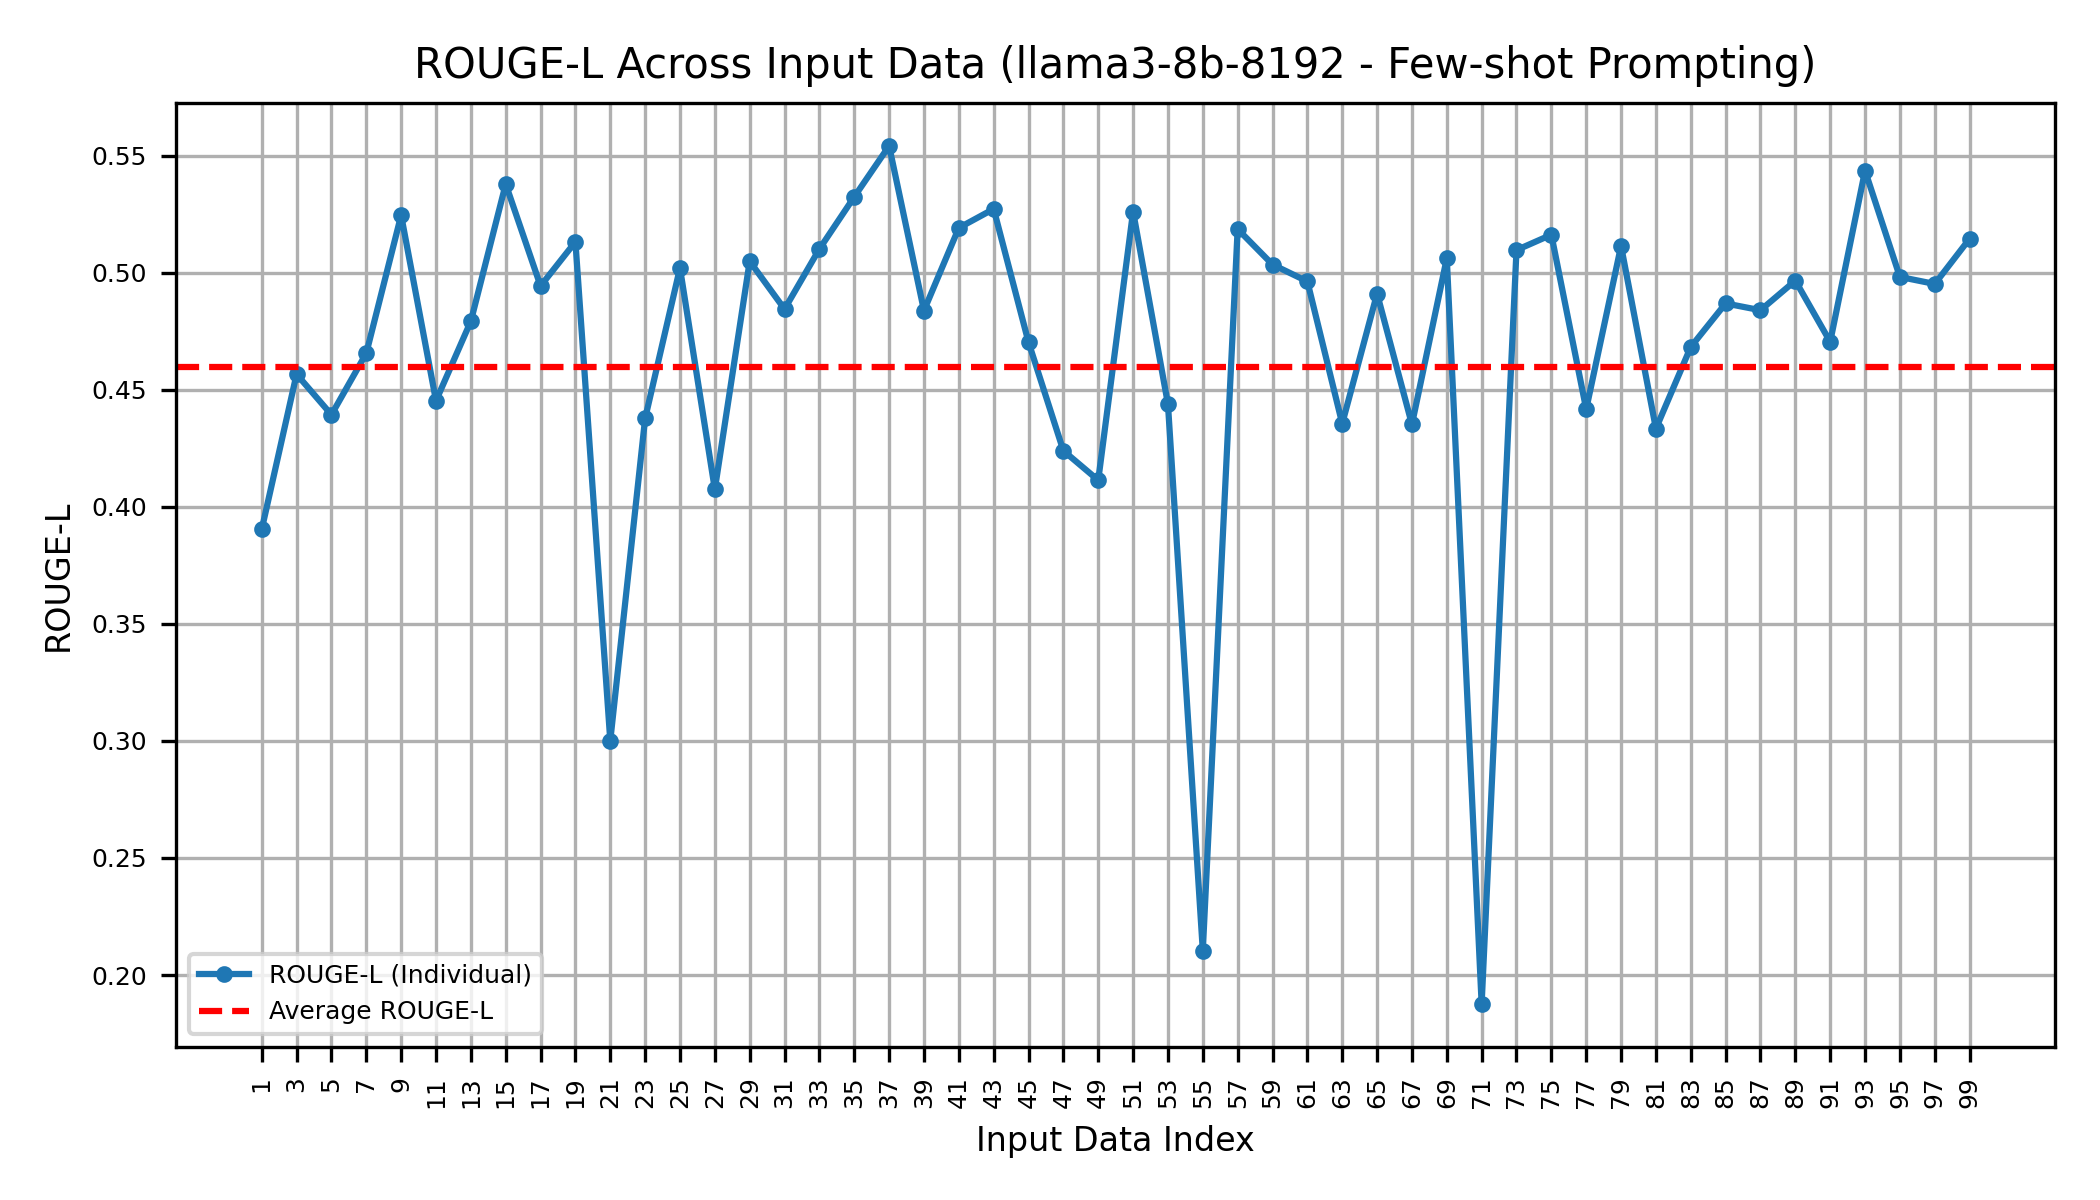 ROUGE-L Across Input Data (llama3-8b-8192 - Few-shot Prompting)
0.55
0.50
0.45
0.40
0.35
0.30
0.25
0.20
ROUGE-L
ROUGE-L (Individual)
Average ROUGE-L
1 3 5 7 9 11 13 15 17 19 21 23 25 27 29 31 33 35 37 39 41 43 45 47 49 51 53 55 57 59 61 63 65 67 69 71 73 75 77 79 81 83 85 87 89 91 93 95 97 99
Input Data Index